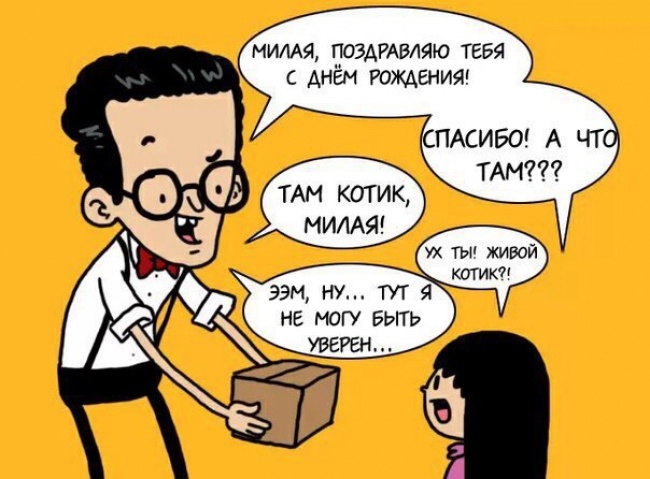 МИЛАЯ, ПОЗДРАВЛЯЮ ТЕБЯ
С ДНЁМ РОЖДЕНИЯ!
СПАСИБО! А ЧТО
ТАМ???
ТАМ КОТИК,
МИЛАЯ!
УХ ТЫ! ЖИВОЙ
КОТИК?!
ЭЭМ, НУ... ТУТ Я
НЕ МОГУ БЫТЬ
УВЕРЕН...